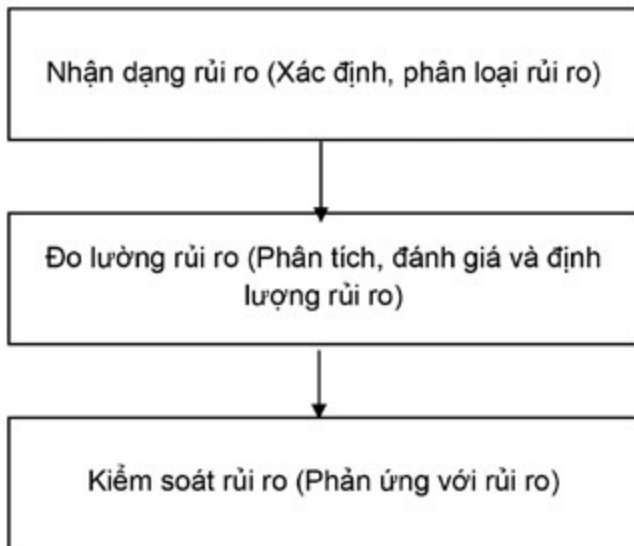 Nhận dạng rủi ro (Xác định, phân loại rủi ro)
Đo lường rủi ro (Phân tích, đánh giá và định
lượng rủi ro)
Kiểm soát rủi ro (Phản ứng với rủi ro)